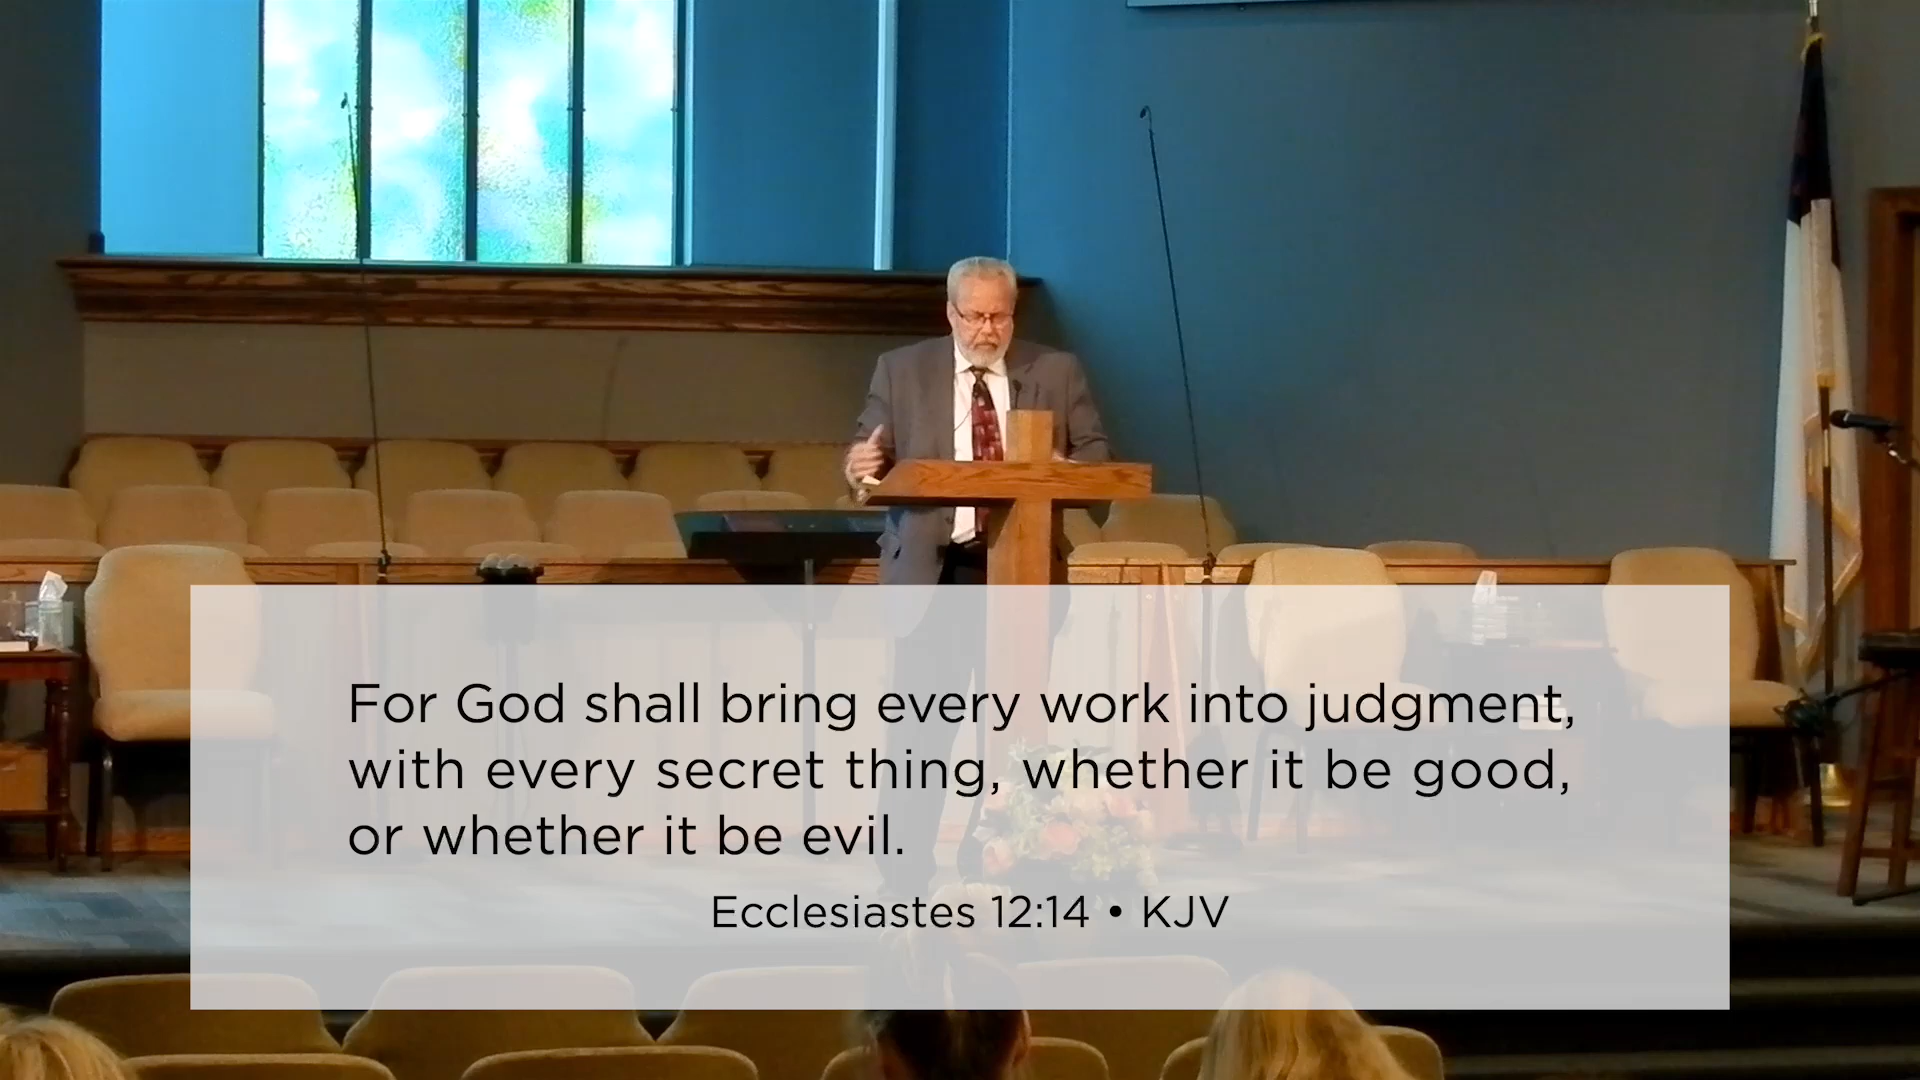 For God shall bring every work into judgment,
with every secret thing, whether it be good,
or whether it be evil.
Ecclesiastes 12:14 • KJV